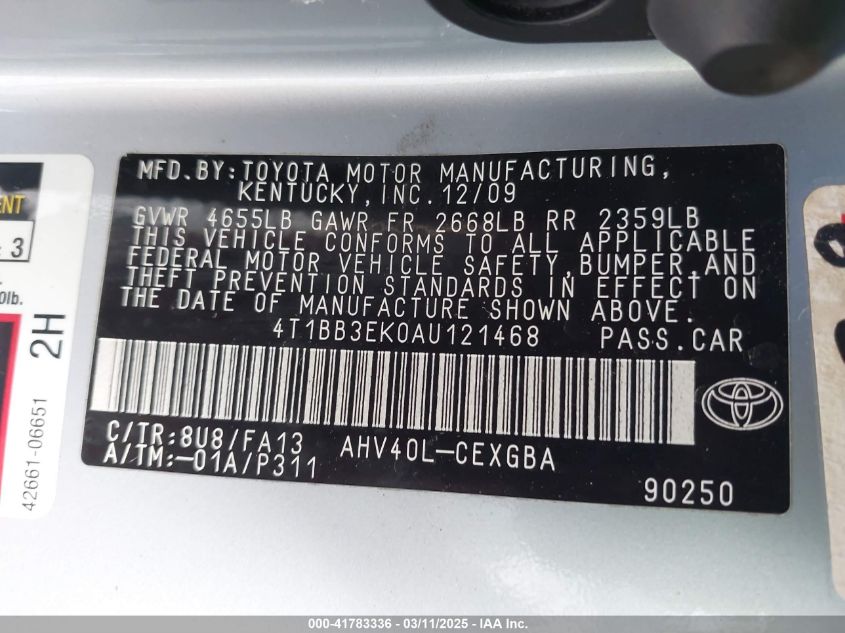 MFD.BY:TOYOTA MOTOR MANUFACTURING,
KENTUCKY,INC.12/09
GVWR 4655LB GAWR FR 2668LB RR 2359LB
THIS VEHICLE CONFORMS TO ALL APPLICABLE
FEDERAL MOTOR VEHICLE SAFETY,BUMPER,AND
THEFT PREVENTION STANDARDS IN EFFECT ON
THE DATE OF MANUFACTURE SHOWN ABOVE.
4T1BB3EK0AU121468 PASS.CAR
C/TR:8U8/FA13 AHV40L-CEXGBA
A/TM:-01A/P311
90250
3
2H
42661-06651
000-41783336 - 03/11/2025 - IAA Inc.